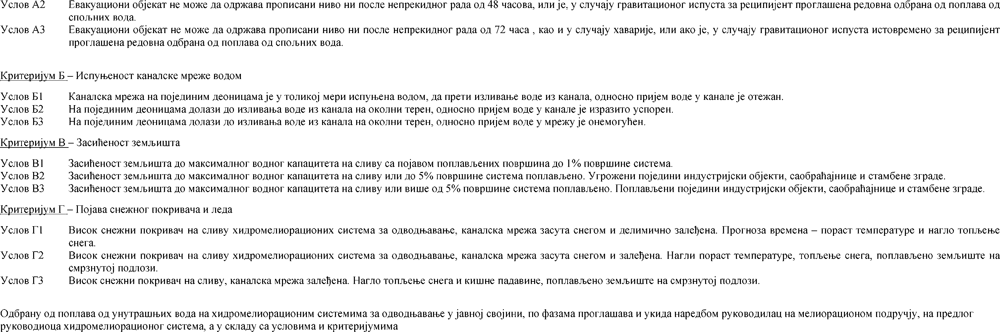 Услов А2 Евакуациони објекат не може да одржава прописани ниво ни после непрекидног рада од 48 часова, или је, у случају гравитационог испуста за реципијент проглашена редовна одбрана од поплава од
спољних вода.
Услов А3 Евакуациони објекат не може да одржава прописани ниво ни после непрекидног рада од 72 часа , као и у случају хаварије, или ако је, у случају гравитационог испуста истовремено за реципијент
проглашена редовна одбрана од поплава од спољних вода.
Критеријум Б – Испуњеност каналске мреже водом
Услов Б1 Каналска мрежа на појединим деоницама је у толикој мери испуњена водом, да прети изливање воде из канала, односно пријем воде у канале је отежан.
Услов Б2 На појединим деоницама долази до изливања воде из канала на околни терен, односно пријем воде у канале је изразито успорен.
Услов Б3 На појединим деоницама долази до изливања воде из канала на околни терен, односно пријем воде у мрежу је онемогућен.
Критеријум В – Засићеност земљишта
Услов В1 Засићеност земљишта до максималног водног капацитета на сливу са појавом поплављених површина до 1% површине система.
Услов В2 Засићеност земљишта до максималног водног капацитета на сливу или до 5% површине система поплављено. Угрожени поједини индустријски објекти, саобраћајнице и стамбене зграде.
Услов В3 Засићеност земљишта до максималног водног капацитета на сливу или више од 5% површине система поплављено. Поплављени поједини индустријски објекти, саобраћајнице и стамбене зграде.
Критеријум Г – Појава снежног покривача и леда
Услов Г1 Висок снежни покривач на сливу хидромелиорационих система за одводњавање, каналска мрежа засута снегом и делимично залеђена. Прогноза времена – пораст температуре и нагло топљење
снега.
Услов Г2 Висок снежни покривач на сливу хидромелиорационих система за одводњавање, каналска мрежа засута снегом и залеђена. Нагли пораст температуре, топљење снега, поплављено земљиште на
смрзнутој подлози.
Услов Г3 Висок снежни покривач на сливу, каналска мрежа залеђена. Нагло топљење снега и кишне падавине, поплављено земљиште на смрзнутој подлози.
Одбрану од поплава од унутрашњих вода на хидромелиорационим системима за одводњавање у јавној својини, по фазама проглашава и укида наредбом руководилац на мелиорационом подручју, на предлог
руководиоца хидромелиорационог система, а у складу са условима и критеријумима